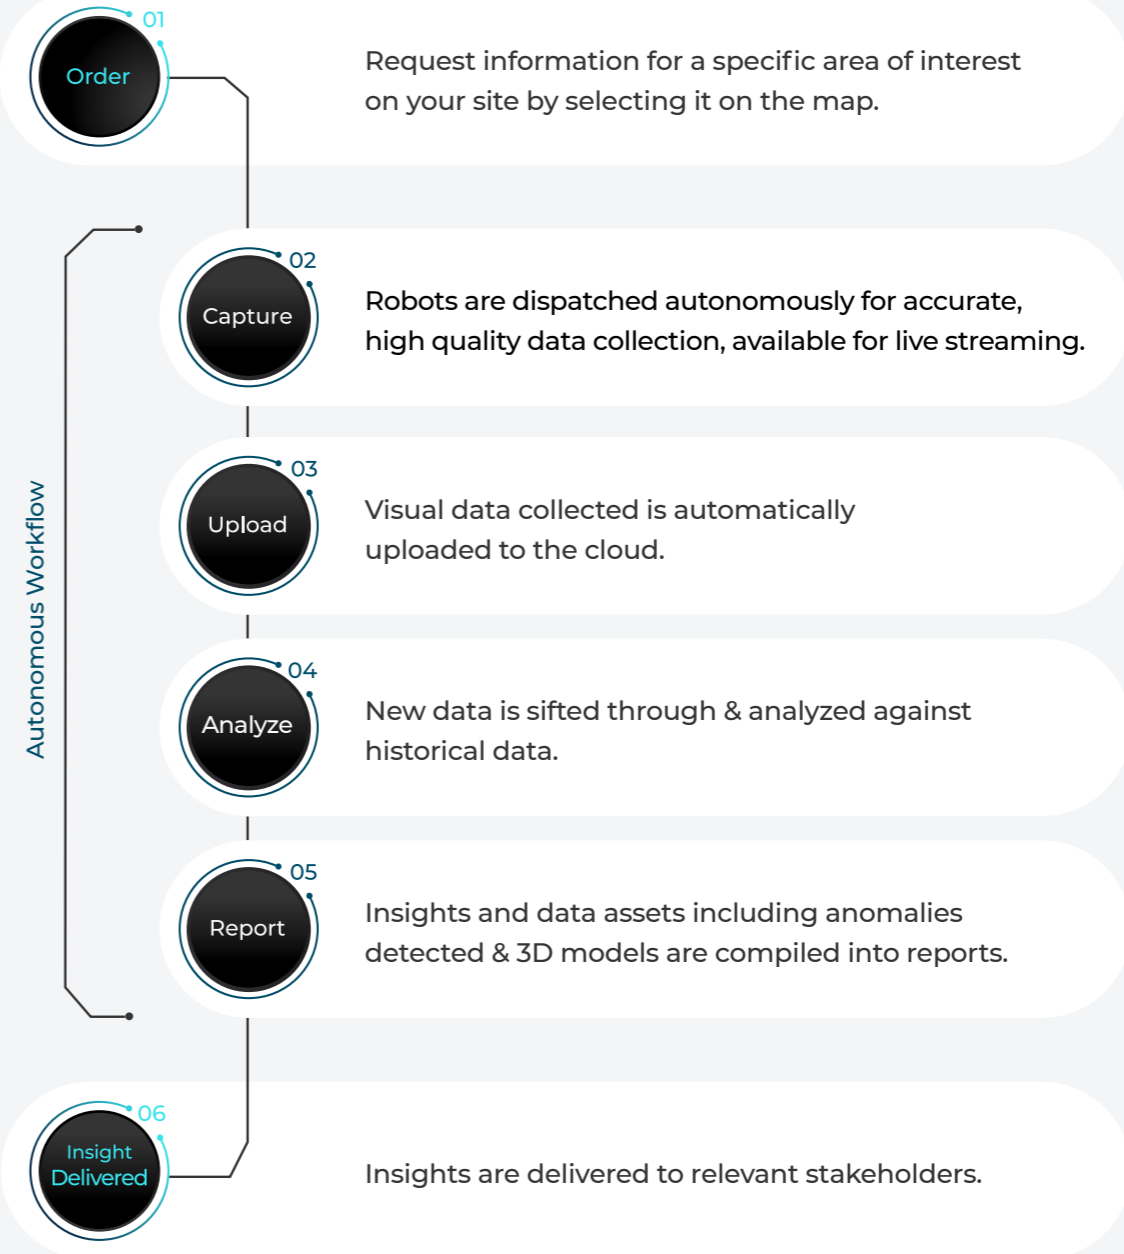 01
Order
Request information for a specific area of interest
on your site by selecting it on the map.
Autonomous Workflow
02
Capture
Robots are dispatched autonomously for accurate,
high quality data collection, available for live streaming.
03
Upload
Visual data collected is automatically
uploaded to the cloud.
04
Analyze
New data is sifted through & analyzed against
historical data.
05
Report
Insights and data assets including anomalies
detected & 3D models are compiled into reports.
06
Insight
Delivered
Insights are delivered to relevant stakeholders.